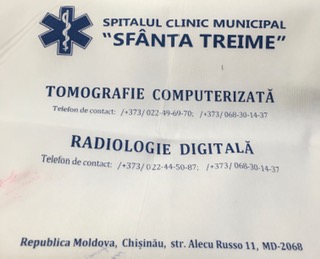 SPITALUL CLINIC MUNICIPAL
“SFÂNTA TREIME”
TOMOGRAFIE COMPUTERIZATĂ
Telefon de contact: /+373/ 022-49-69-70; /+373/ 068-30-14-37
RADIOLOGIE DIGITALĂ
Telefon de contact: /+373/ 022-44-50-87; /+373/ 068-30-14-37
Republica Moldova, Chișinău, str. Alecu Russo 11, MD-2068